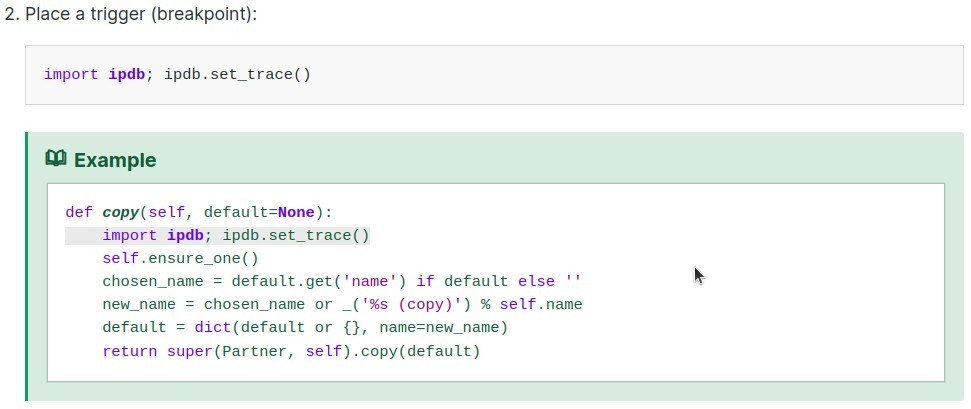 2. Place a trigger (breakpoint):
import ipdb; ipdb.set_trace()
Example
def copy(self, default=None):
    import ipdb; ipdb.set_trace()
    self.ensure_one()
    chosen_name = default.get('name') if default else ''
    new_name = chosen_name or _('%s (copy)') % self.name
    default = dict(default or {}, name=new_name)
    return super(Partner, self).copy(default)